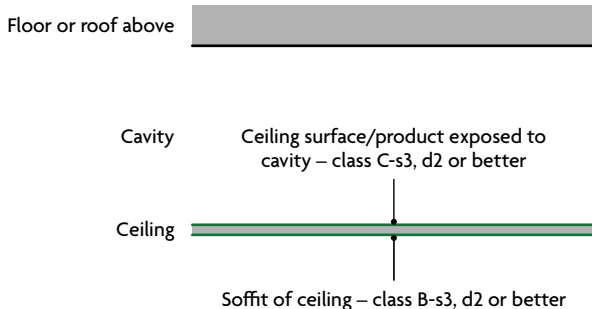 Floor or roof above
Cavity
Ceiling surface/product exposed to
cavity – class C-s3, d2 or better
Ceiling
Soffit of ceiling – class B-s3, d2 or better